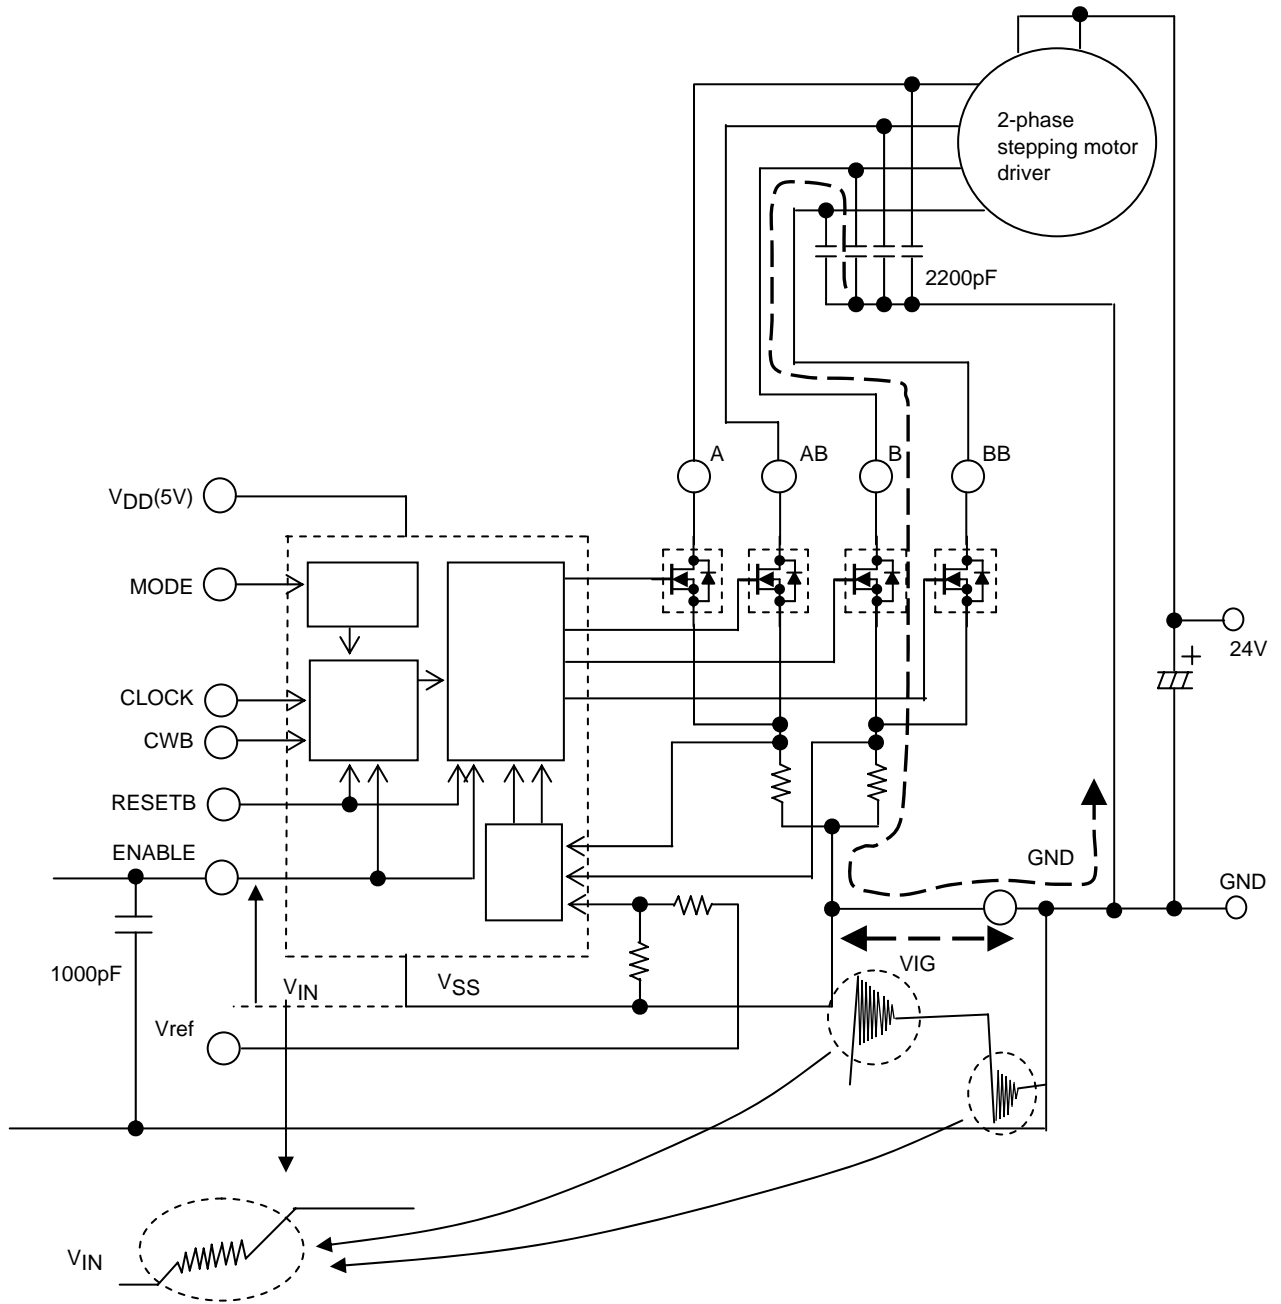 2-phase
stepping motor
driver
2200pF
A
AB
B
BB
VDD(5V)
MODE
24V
+
CLOCK
CWB
RESETB
ENABLE
GND
GND
VIG
1000pF
VIN
VSS
Vref
VIN